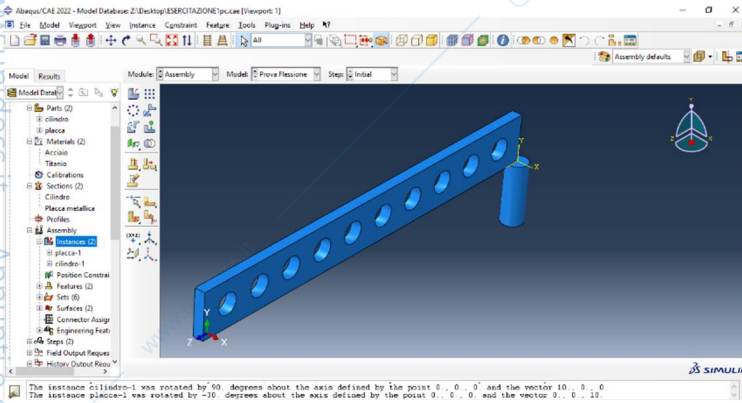 Abaqus/CAE 2022 - Model Database: Z:\Desktop\ESERCITAZIONE1pc.cae [Viewport: 1]
File Model Viewport View Instance Constraint Feature Tools Plug-ins Help
All
Assembly defaults
Model Results
Module: Assembly Model: Prova Flessione Step: Initial
Model Datab
Parts (2)
cilindro
placca
Materials (2)
Acciaio
Titanio
Calibrations
Sections (2)
Cilindro
Placca metallica
Profiles
Assembly
Instances (2)
placca-1
cilindro-1
Position Constrai
Features (2)
Sets (6)
Surfaces (2)
Connector Assigr
Engineering Featu
Steps (2)
Field Output Reques
History Output Requ
(XYZ)
Y
Z X
Y
X
Y
Z X
SIMULI
The instance cilindro-1 was rotated by 90. degrees about the axis defined by the point 0., 0., 0. and the vector 10., 0., 0.
The instance placca-1 was rotated by -30. degrees about the axis defined by the point 0., 0., 0. and the vector 0., 0., 10.